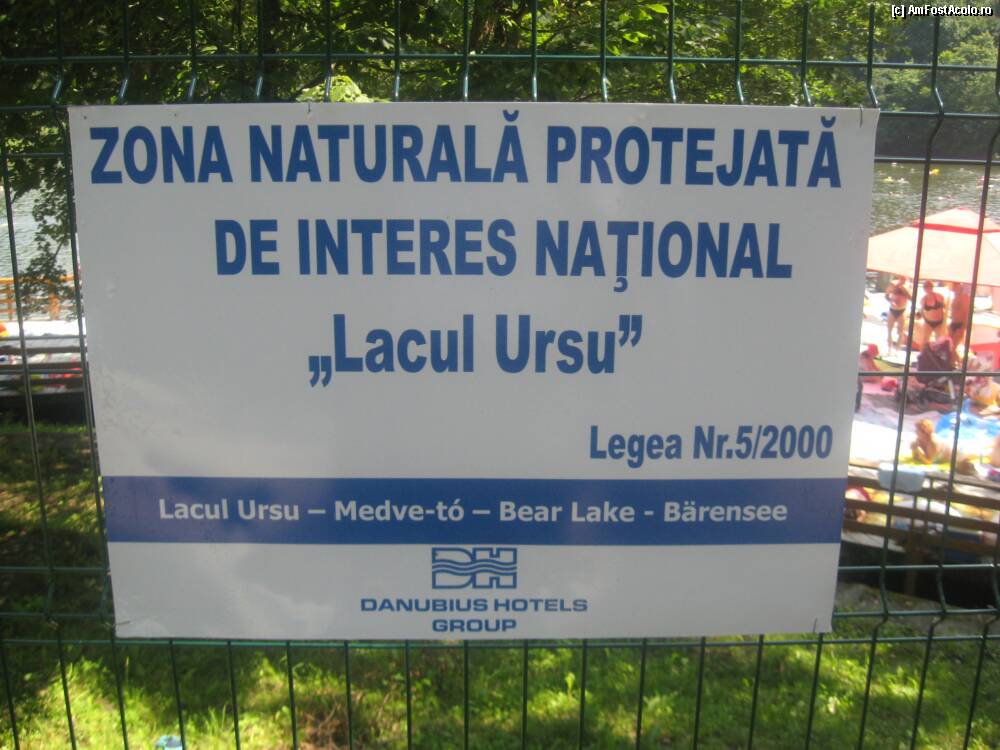 [c] AmFostAcolo.ro
ZONA NATURALĂ PROTEJATĂ
DE INTERES NAŢIONAL
„Lacul Ursu”
Legea Nr.5/2000
Lacul Ursu – Medve-tó – Bear Lake - Bärensee
DH
DANUBIUS HOTELS
GROUP